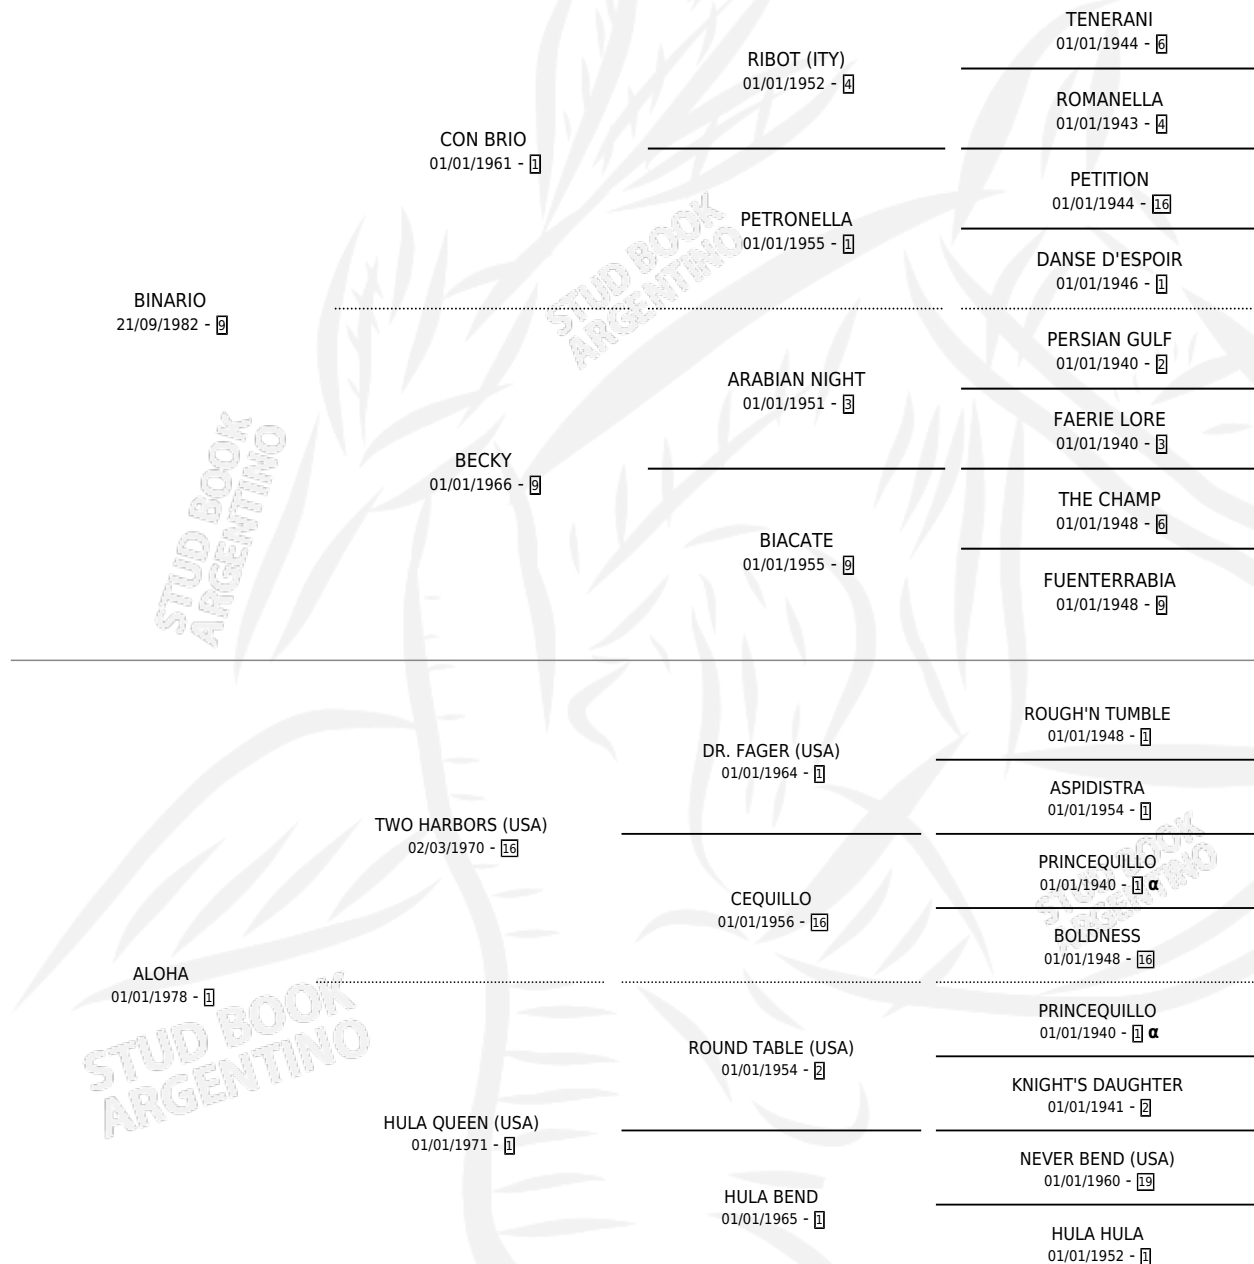 TENERANI
01/01/1944 - 6
RIBOT (ITY)
01/01/1952 - 4
ROMANELLA
01/01/1943 - 4
CON BRIO
01/01/1961 - 1
PETITION
01/01/1944 - 16
PETRONELLA
01/01/1955 - 1
DANSE D'ESPOIR
01/01/1946 - 1
STUD BOOK
ARGENTINO
BINARIO
21/09/1982 - 9
PERSIAN GULF
01/01/1940 - 2
ARABIAN NIGHT
01/01/1951 - 3
FAERIE LORE
01/01/1940 - 3
BECKY
01/01/1966 - 9
THE CHAMP
01/01/1948 - 6
BIACATE
01/01/1955 - 9
FUENTERRABIA
01/01/1948 - 9
STUD BOOK
ARGENTINO
ROUGH'N TUMBLE
01/01/1948 - 1
DR. FAGER (USA)
01/01/1964 - 1
ASPIDISTRA
01/01/1954 - 1
TWO HARBORS (USA)
02/03/1970 - 16
PRINCEQUILLO
01/01/1940 - 1 α
CEQUILLO
01/01/1956 - 16
BOLDNESS
01/01/1948 - 16
STUD BOOK
ARGENTINO
ALOHA
01/01/1978 - 1
PRINCEQUILLO
01/01/1940 - 1 α
ROUND TABLE (USA)
01/01/1954 - 2
KNIGHT'S DAUGHTER
01/01/1941 - 2
HULA QUEEN (USA)
01/01/1971 - 1
NEVER BEND (USA)
01/01/1960 - 19
HULA BEND
01/01/1965 - 1
HULA HULA
01/01/1952 - 1
STUD BOOK
ARGENTINO